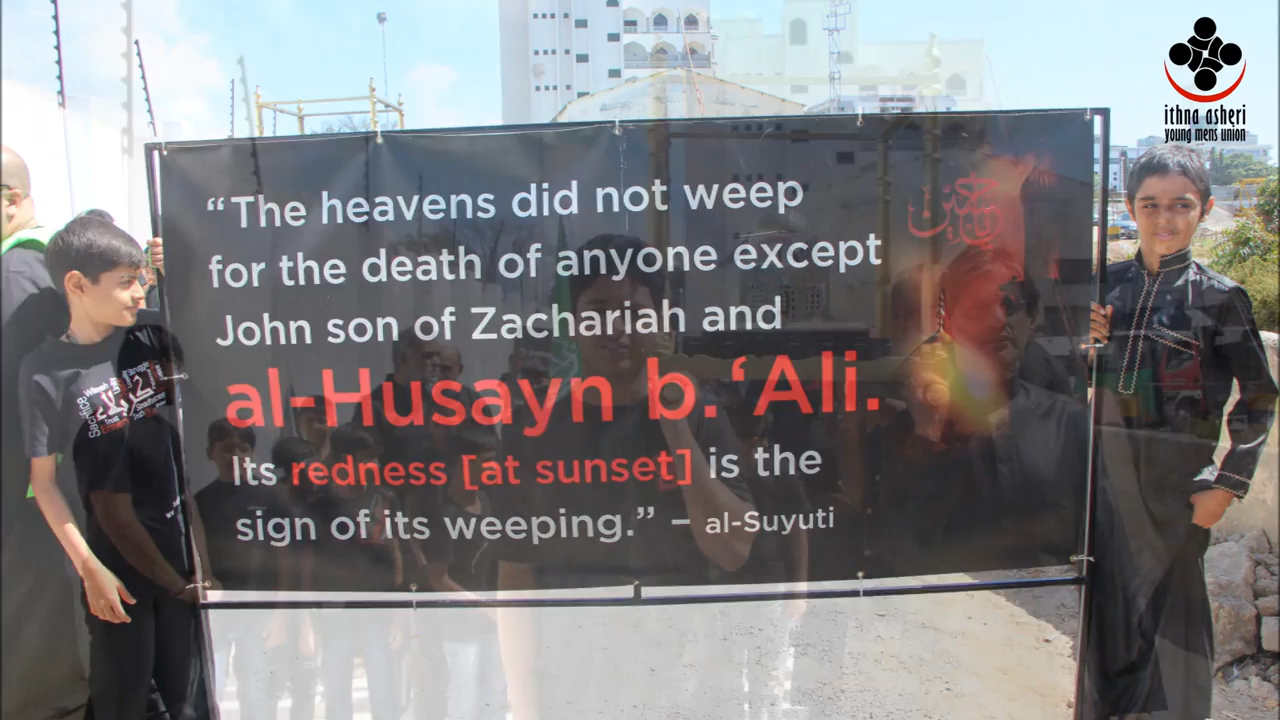 “The heavens did not weep
for the death of anyone except
John son of Zachariah and
al-Husayn b. ‘Ali.
Its redness [at sunset] is the
sign of its weeping.” – al-Suyuti
ithna asheri
young mens union